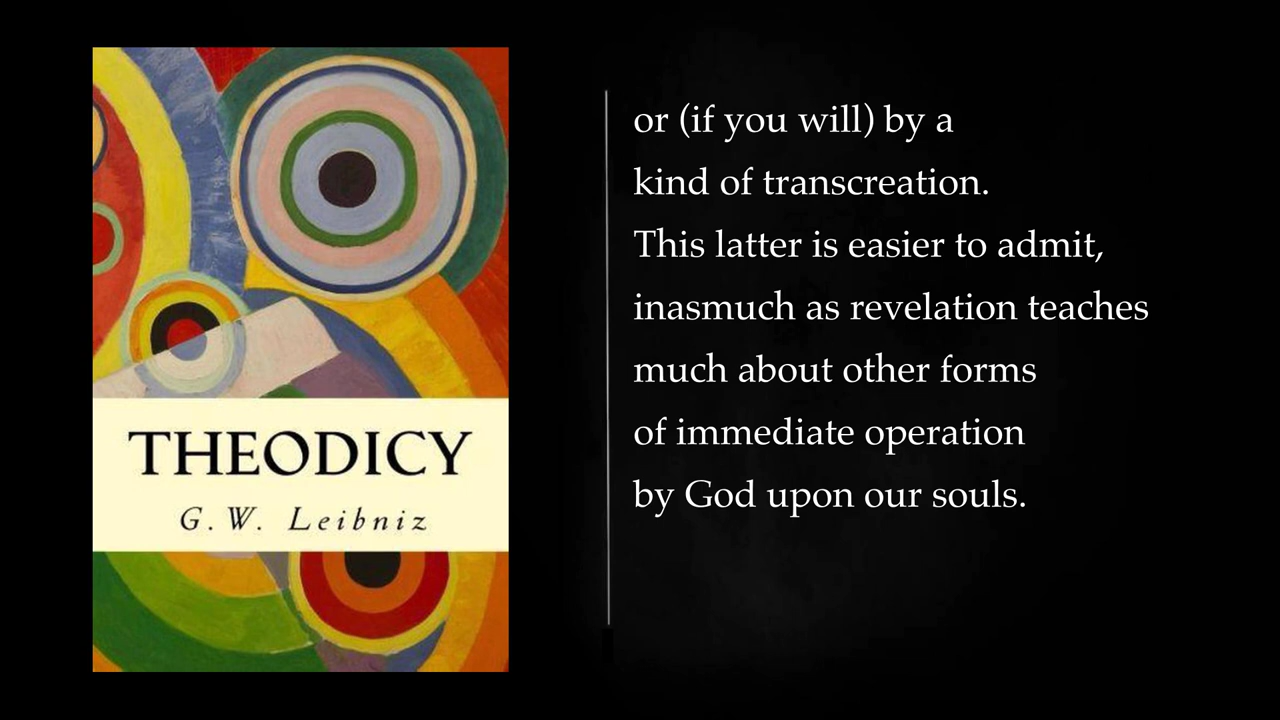 THEODICY
G. W. Leibniz
or (if you will) by a
kind of transcreation.
This latter is easier to admit,
inasmuch as revelation teaches
much about other forms
of immediate operation
by God upon our souls.